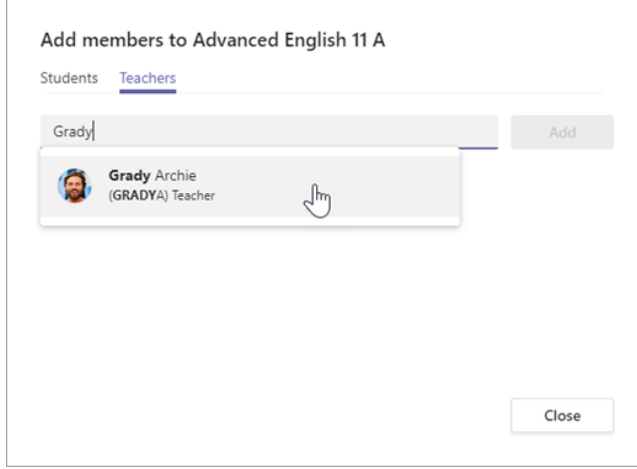 Add members to Advanced English 11 A
Students Teachers
Grady Add
Grady Archie
(GRADYA) Teacher
Close